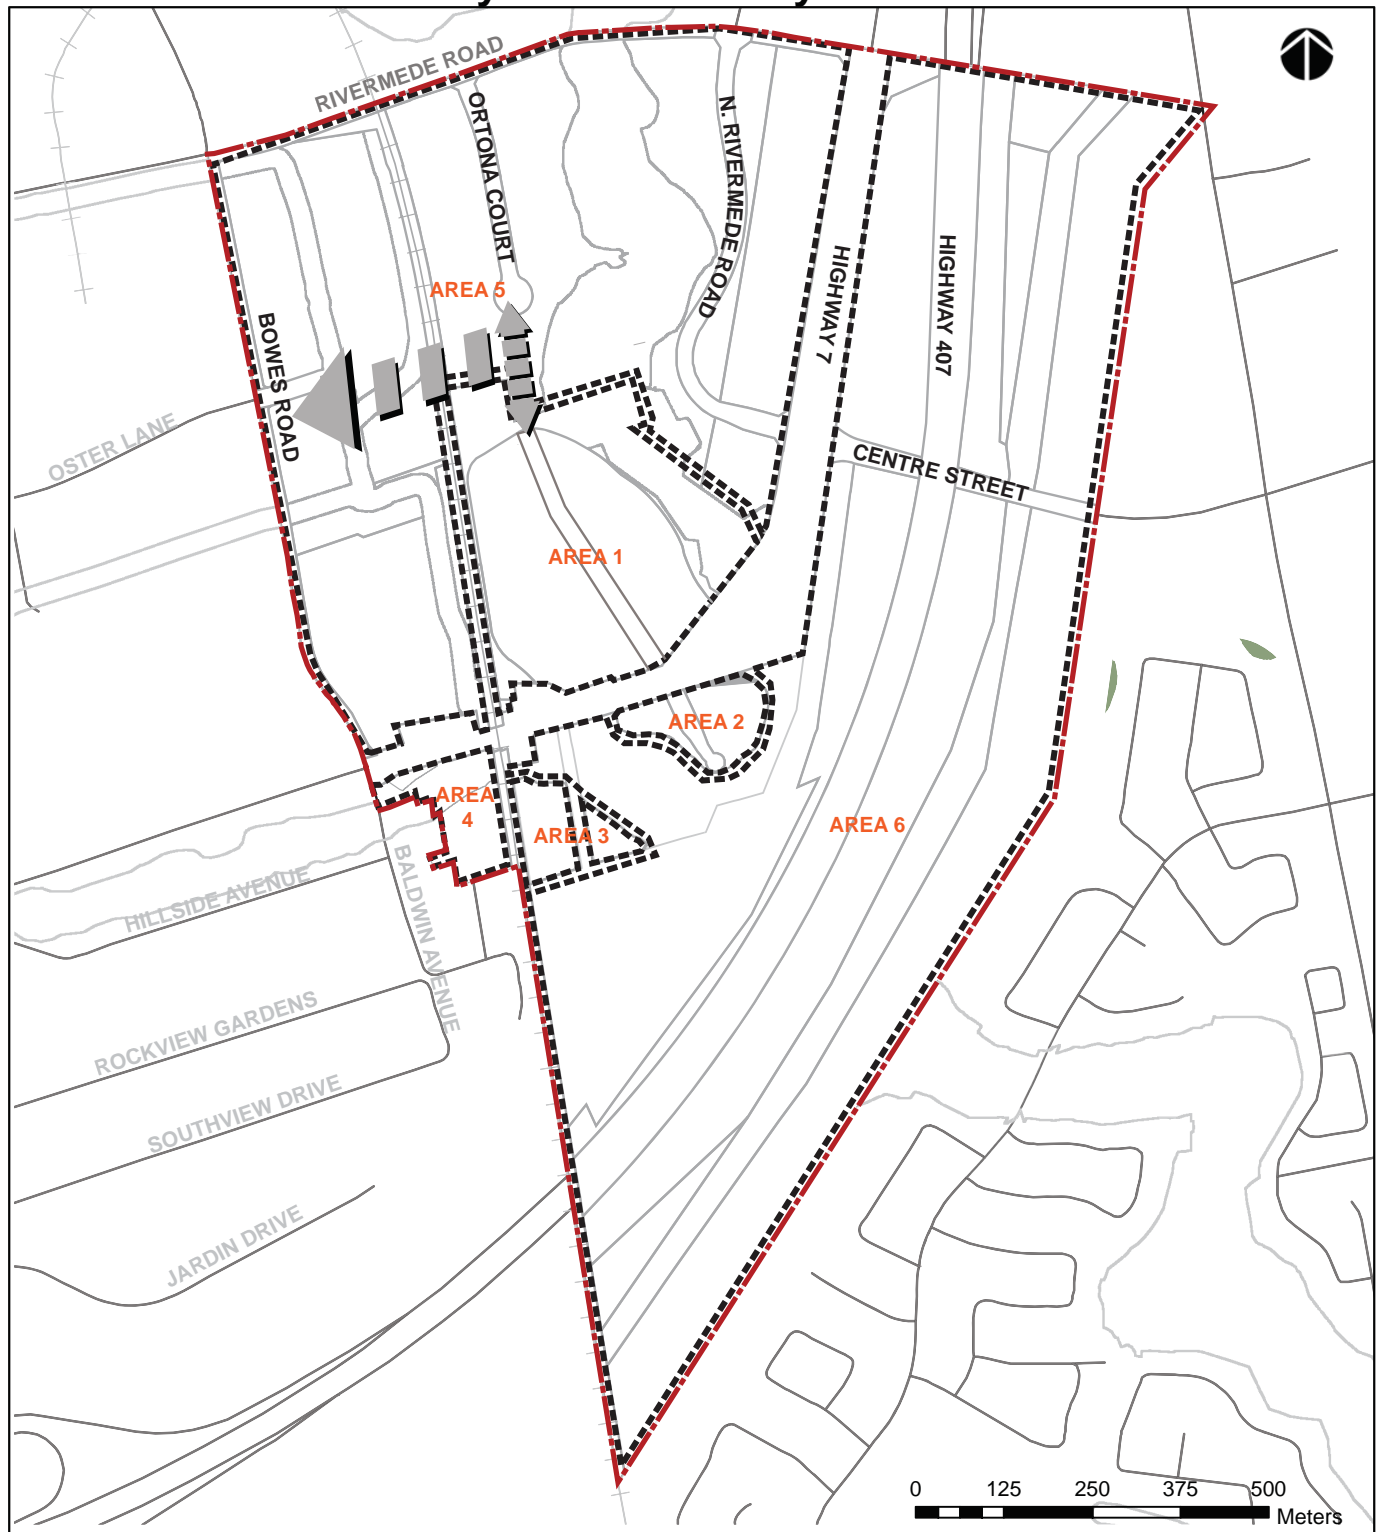 RIVERMEDE ROAD
ORTONA COURT
N. RIVERMEDE ROAD
HIGHWAY 7
HIGHWAY 407
AREA 5
BOWES ROAD
OSTER LANE
CENTRE STREET
AREA 1
AREA 2
AREA
4
AREA 3
AREA 6
HILLSIDE AVENUE
BALDWIN AVENUE
ROCKVIEW GARDENS
SOUTHVIEW DRIVE
JARDIN DRIVE
0 125 250 375 500
Meters